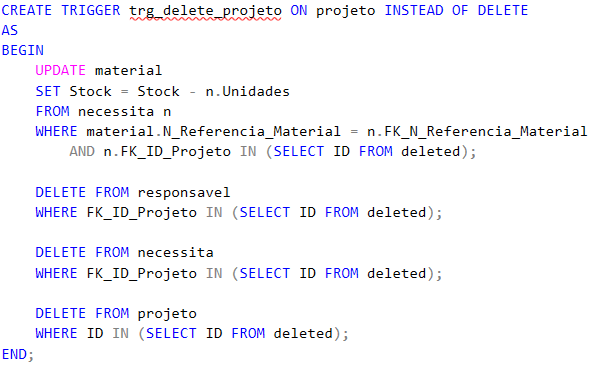 CREATE TRIGGER trg_delete_projeto ON projeto INSTEAD OF DELETE
AS
BEGIN
    UPDATE material
    SET Stock = Stock - n.Unidades
    FROM necessita n
    WHERE material.N_Referencia_Material = n.FK_N_Referencia_Material
        AND n.FK_ID_Projeto IN (SELECT ID FROM deleted);

    DELETE FROM responsavel
    WHERE FK_ID_Projeto IN (SELECT ID FROM deleted);

    DELETE FROM necessita
    WHERE FK_ID_Projeto IN (SELECT ID FROM deleted);

    DELETE FROM projeto
    WHERE ID IN (SELECT ID FROM deleted);
END;